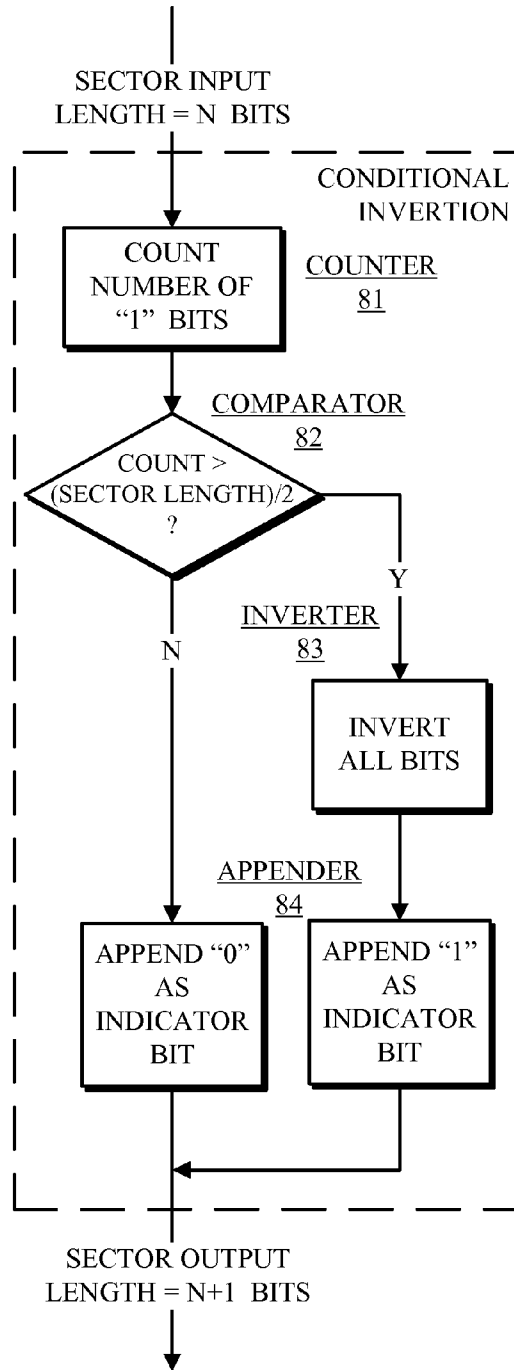 SECTOR INPUT
LENGTH = N BITS
CONDITIONAL
INVERTION
COUNT
NUMBER OF
"1" BITS
COUNTER
81
COMPARATOR
82
COUNT >
(SECTOR LENGTH)/2
?
Y
N
INVERTER
83
INVERT
ALL BITS
APPENDER
84
APPEND "0"
AS
INDICATOR
BIT
APPEND "1"
AS
INDICATOR
BIT
SECTOR OUTPUT
LENGTH = N+1 BITS